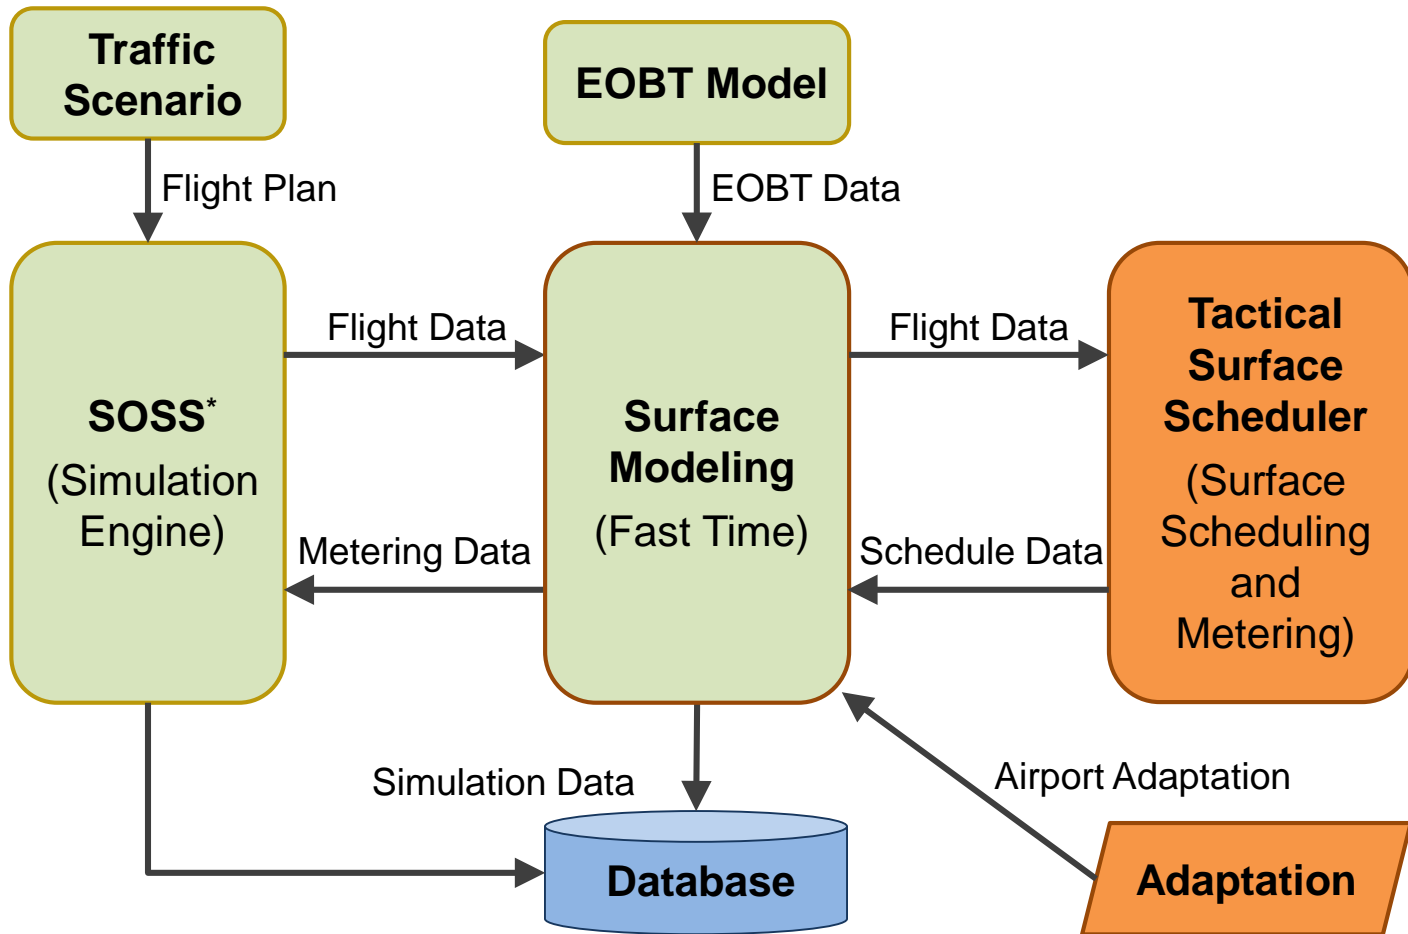 Traffic
Scenario
EOBT Model
Flight Plan
EOBT Data
Flight Data
Flight Data
SOSS*
(Simulation
Engine)
Surface
Modeling
(Fast Time)
Tactical
Surface
Scheduler
(Surface
Scheduling
and
Metering)
Metering Data
Schedule Data
Simulation Data
Airport Adaptation
Database
Adaptation